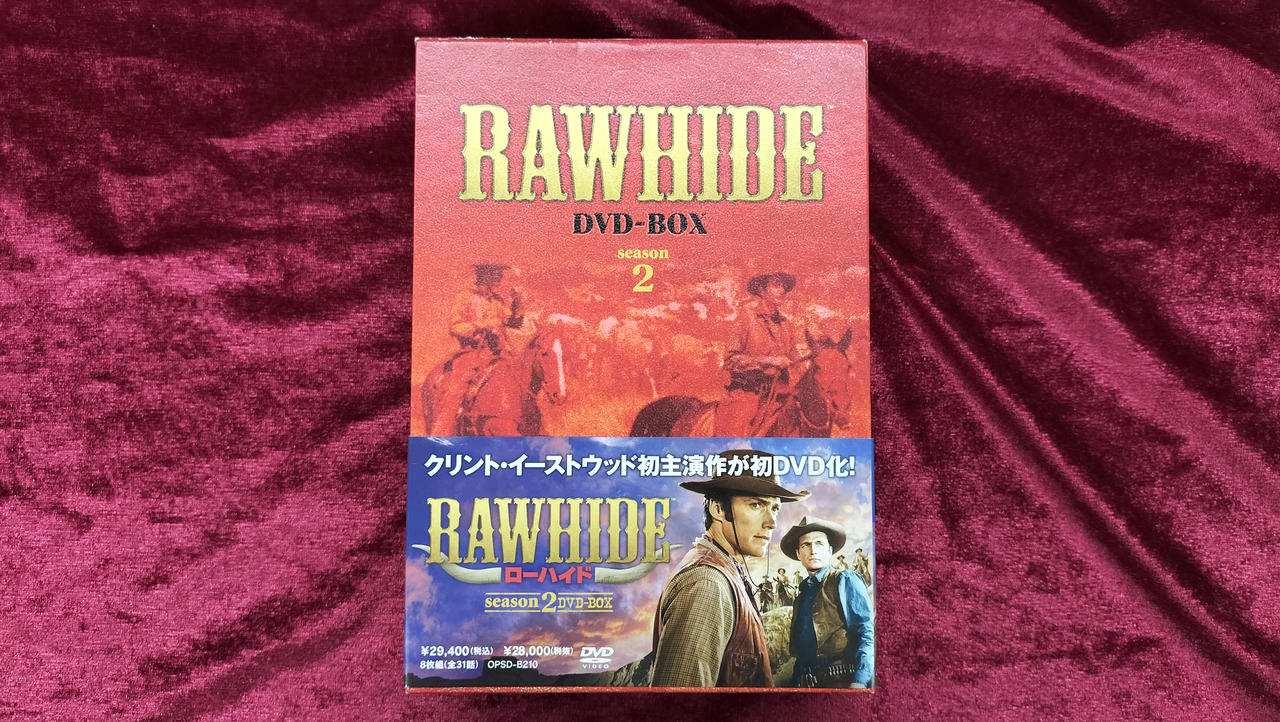 RAWHIDE™
DVD-BOX
season
2
クリント・イーストウッド初主演作が初DVD化!
RAWHIDE™
ローハイド
season 2 DVD-BOX
¥29,400(税込) ¥28,000(税抜) DVD VIDEO
8枚組(全31話) OPSD-B210